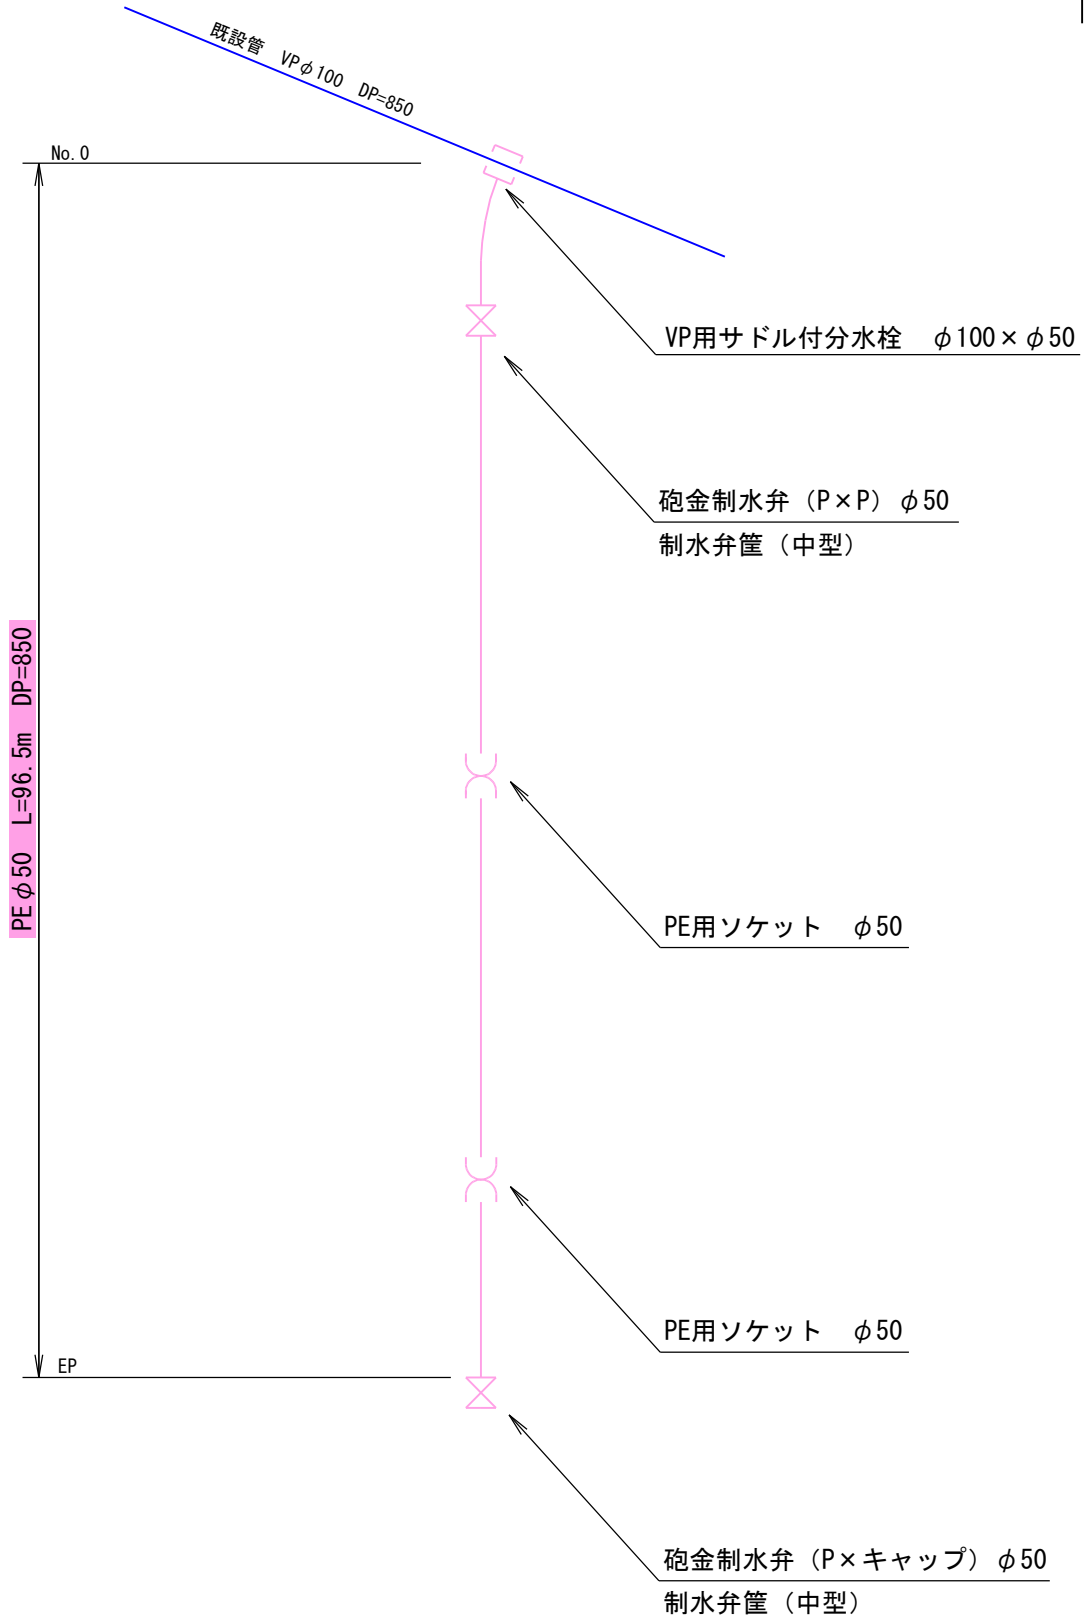 既設管　VPφ100　DP=850
No.0
VP用サドル付分水栓　φ100×φ50
砲金制水弁（P×P）φ50
制水弁筐（中型）
PEφ50　L=96.5m　DP=850
PE用ソケット　φ50
PE用ソケット　φ50
EP
砲金制水弁（P×キャップ）φ50
制水弁筐（中型）